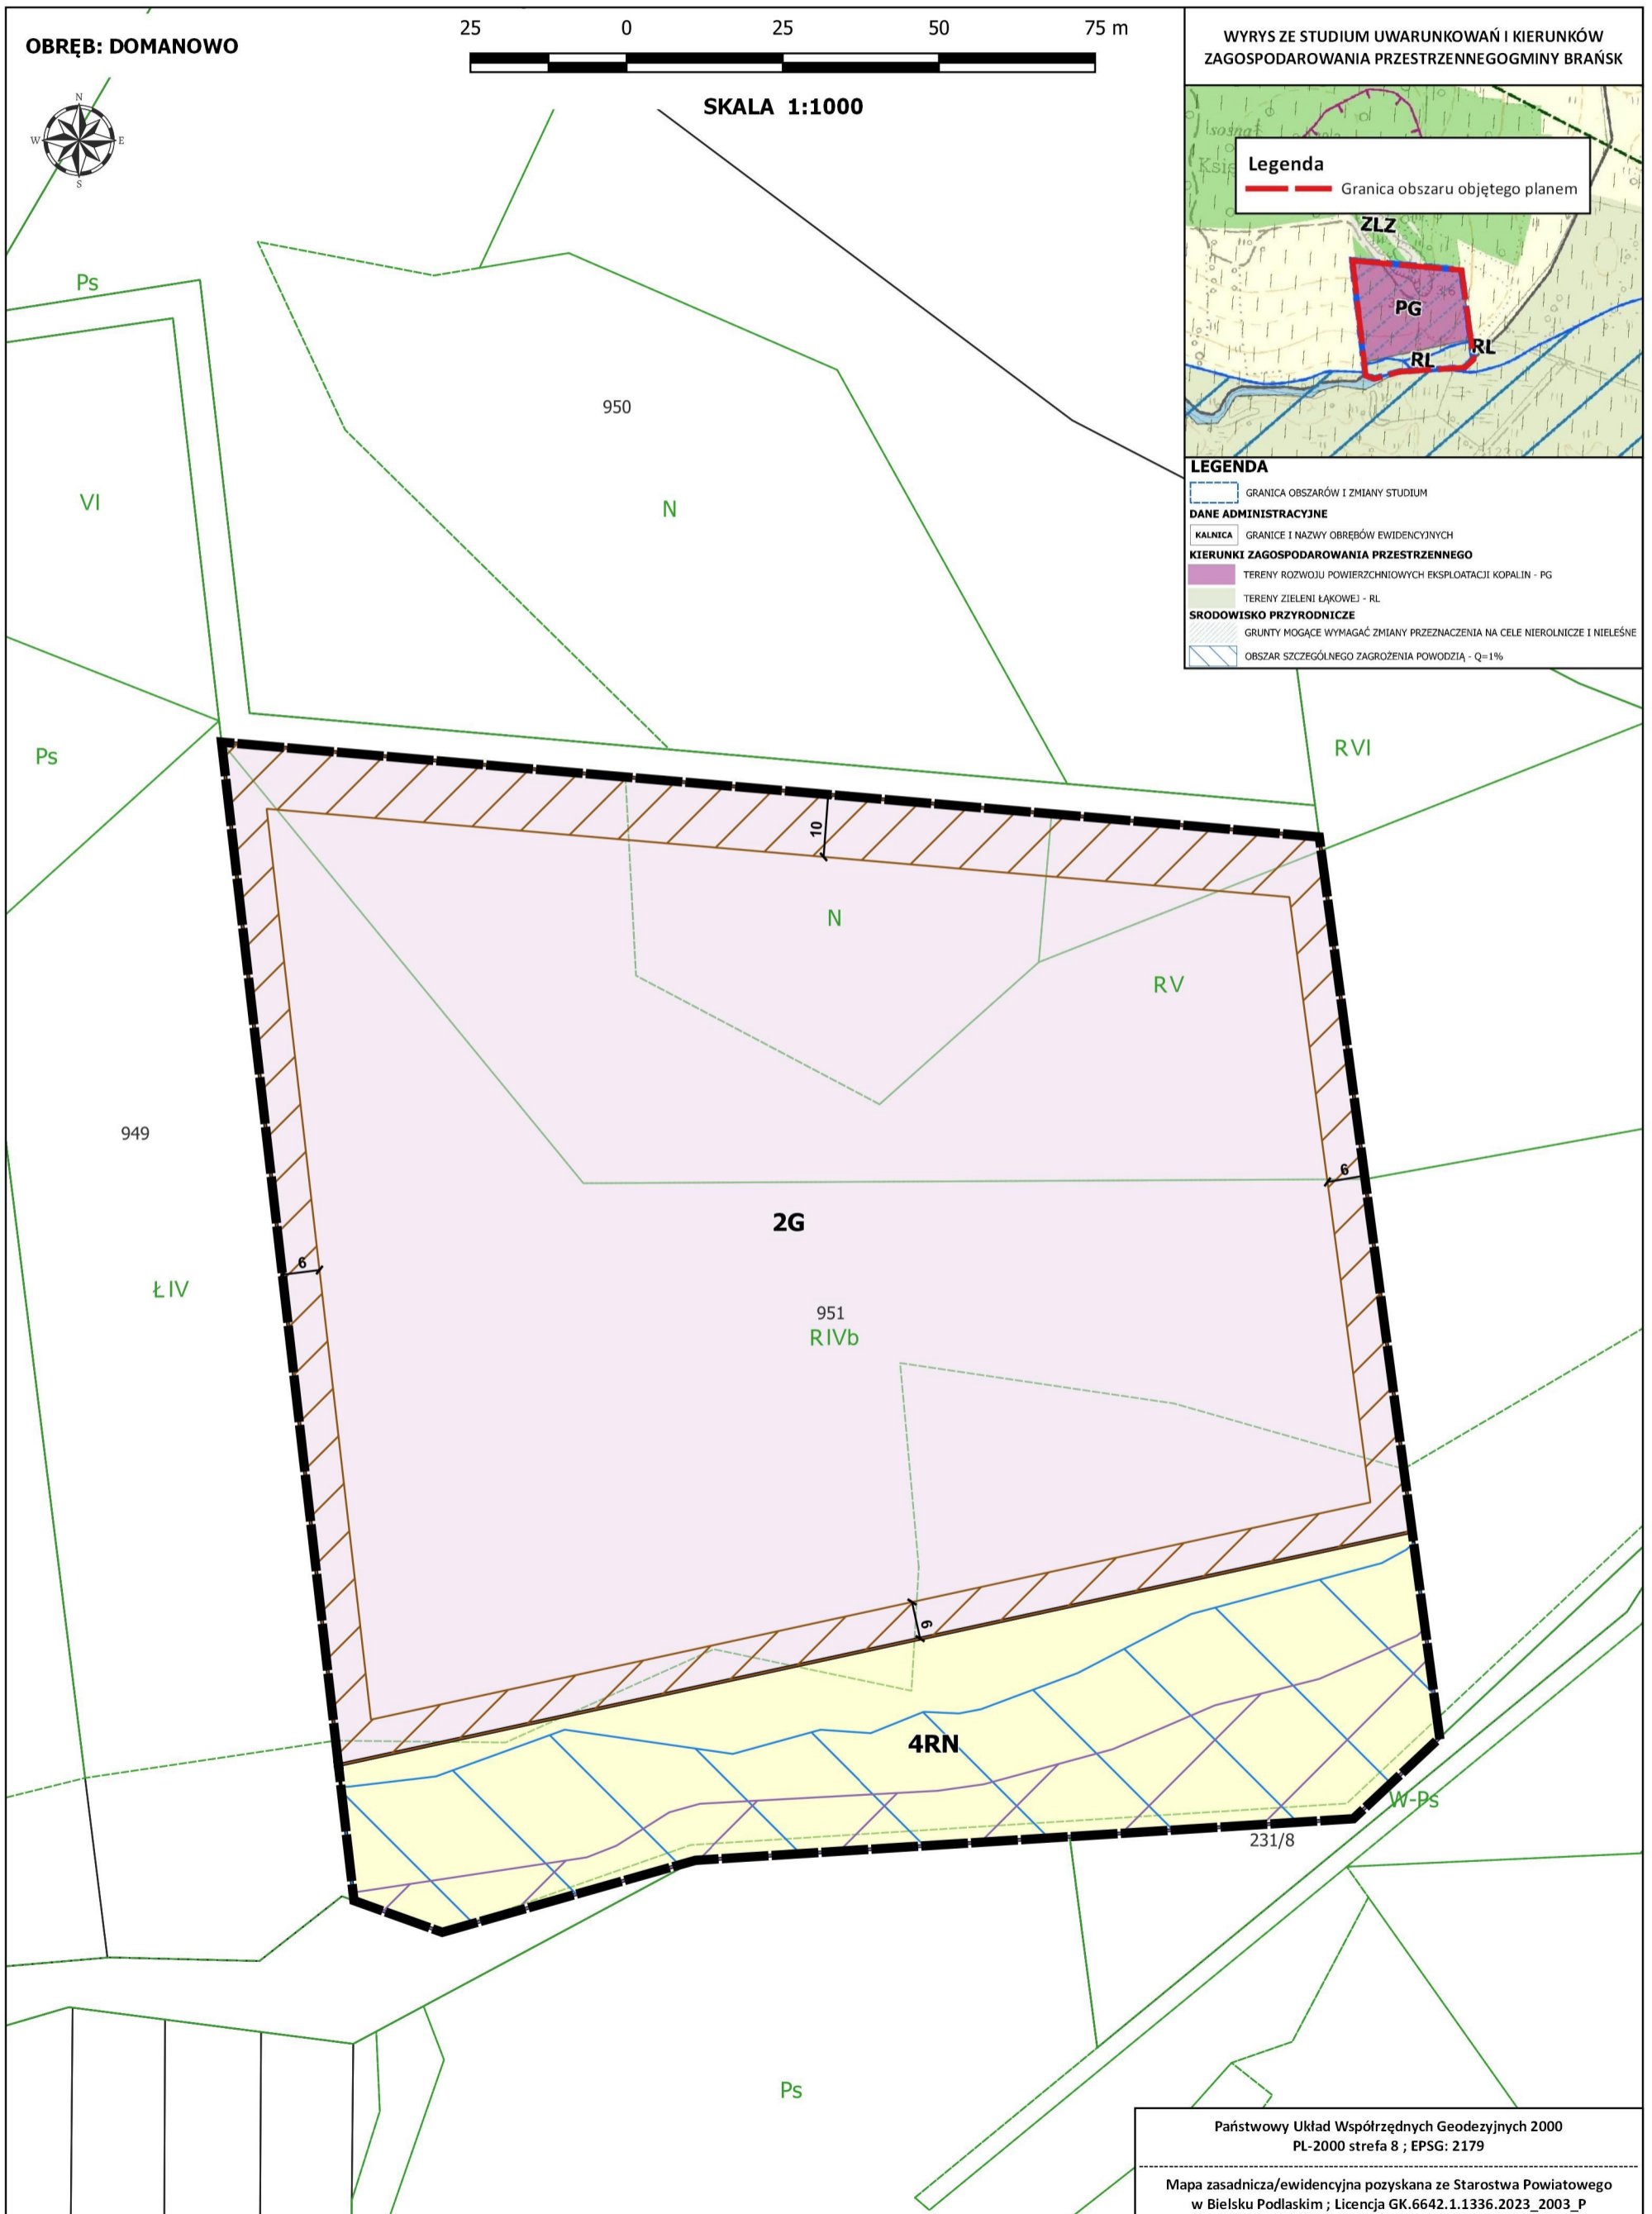 OBRĘB: DOMANOWO
N
W
E
S
25 0 25 50 75 m
SKALA 1:1000
WYRYS ZE STUDIUM UWARUNKOWAŃ I KIERUNKÓW
ZAGOSPODAROWANIA PRZESTRZENNEGOGMINY BRAŃSK
Legenda
Granica obszaru objętego planem
ZLZ
PG
RL
RL
LEGENDA
GRANICA OBSZARÓW I ZMIANY STUDIUM
DANE ADMINISTRACYJNE
KALNICA GRANICE I NAZWY OBRĘBÓW EWIDENCYJNYCH
KIERUNKI ZAGOSPODAROWANIA PRZESTRZENNEGO
TERENY ROZWOJU POWIERZCHNIOWYCH EKSPLOATACJI KOPALIN - PG
TERENY ZIELENI ŁĄKOWEJ - RL
SRODOWISKO PRZYRODNICZE
GRUNTY MOGĄCE WYMAGAĆ ZMIANY PRZEZNACZENIA NA CELE NIEROLNICZE I NIELEŚNE
OBSZAR SZCZEGÓLNEGO ZAGROŻENIA POWODZIĄ - Q=1%
Ps
950
VI
N
Ps
RVI
10
N
RV
949
6
2G
6
ŁIV
951
RIVb
6
4RN
W-Ps
231/8
Ps
Państwowy Układ Współrzędnych Geodezyjnych 2000
PL-2000 strefa 8 ; EPSG: 2179
Mapa zasadnicza/ewidencyjna pozyskana ze Starostwa Powiatowego
w Bielsku Podlaskim ; Licencja GK.6642.1.1336.2023_2003_P